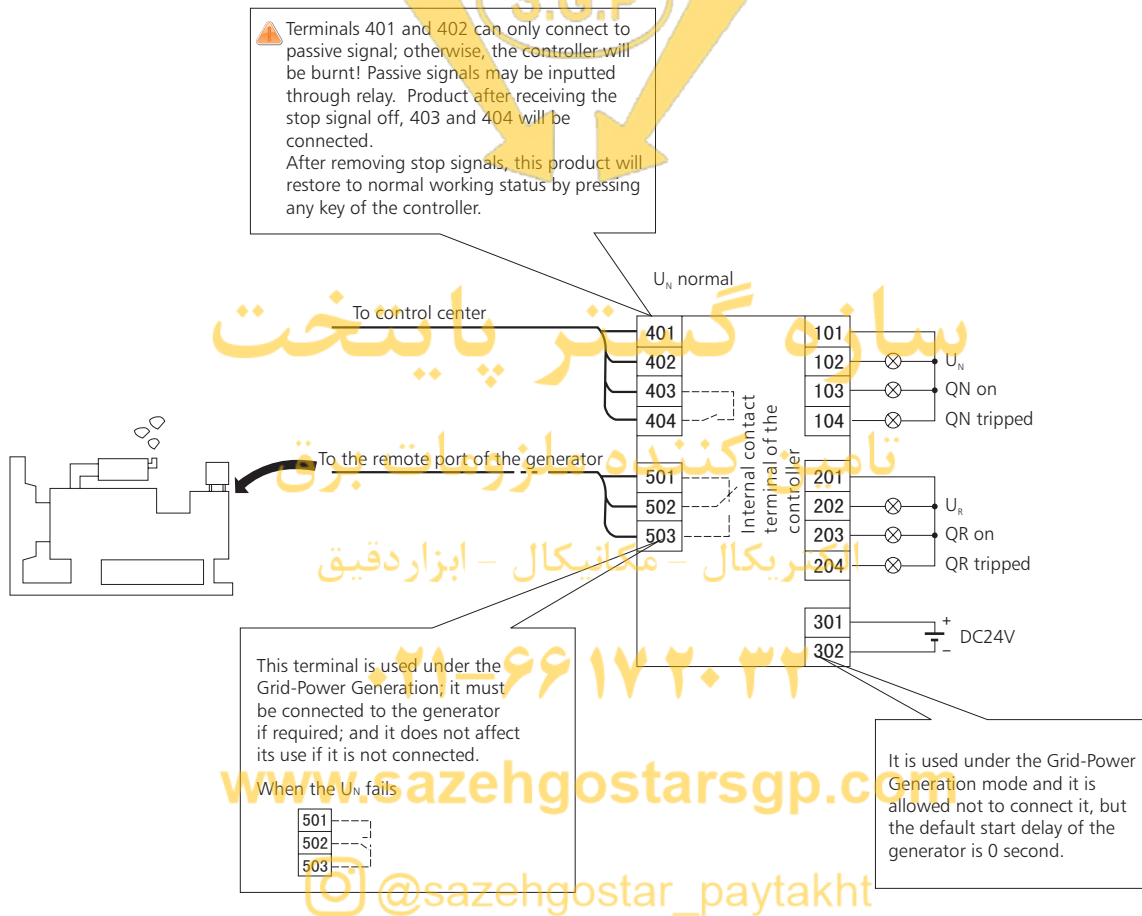 S.G.P
Terminals 401 and 402 can only connect to
passive signal; otherwise, the controller will
be burnt! Passive signals may be inputted
through relay. Product after receiving the
stop signal off, 403 and 404 will be
connected.
After removing stop signals, this product will
restore to normal working status by pressing
any key of the controller.
UN normal
To control center
401
402
403
404
To the remote port of the generator
501
502
503
Internal contact
terminal of the
controller
101
102 UN
103 QN on
104 QN tripped
201
202 UR
203 QR on
204 QR tripped
301 +
DC24V
302 −
سازه گستر پایتخت
تامین کننده ملزومات برق
الکتریکال – مکانیکال – ابزاردقیق
۰۲۱–۶۶ ۱۷ ۲۰ ۳۲
This terminal is used under the
Grid-Power Generation; it must
be connected to the generator
if required; and it does not affect
its use if it is not connected.
When the UN fails
501
502
503
It is used under the Grid-Power
Generation mode and it is
allowed not to connect it, but
the default start delay of the
generator is 0 second.
www.sazehgostarsgp.com
@sazehgostar_paytakht